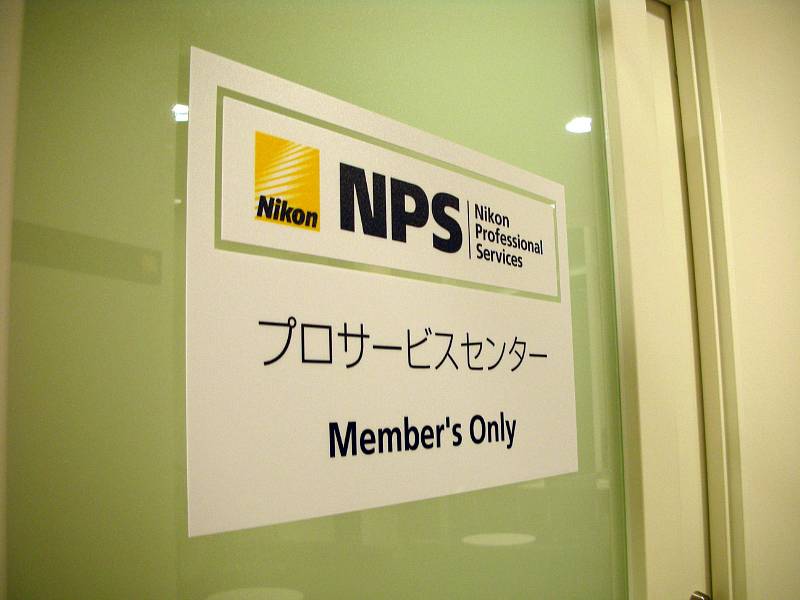 Nikon
NPS
Nikon
Professional
Services
プロサービスセンター
Member's Only